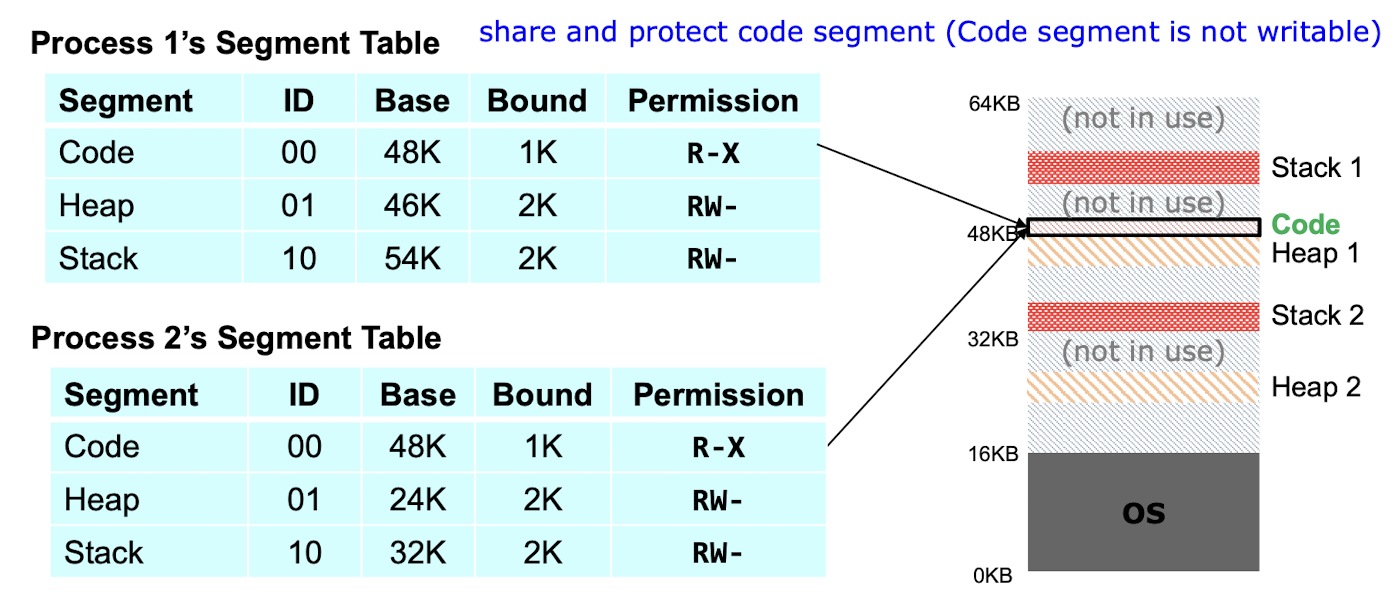 share and protect code segment (Code segment is not writable)
Process 1's Segment Table
Segment ID Base Bound Permission
Code 00 48K 1K R-X
Heap 01 46K 2K RW-
Stack 10 54K 2K RW-
Process 2's Segment Table
Segment ID Base Bound Permission
Code 00 48K 1K R-X
Heap 01 24K 2K RW-
Stack 10 32K 2K RW-
64KB
(not in use)
Stack 1
(not in use)
Code
48KB
Heap 1
Stack 2
32KB
(not in use)
Heap 2
16KB
OS
0KB